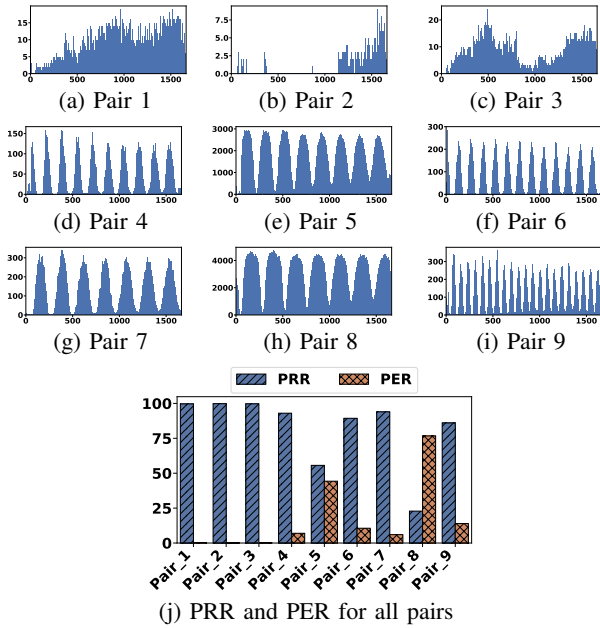 15
10
5
0
0 500 1000 1500
(a) Pair 1
7.5
5.0
2.5
0.0
0 500 1000 1500
(b) Pair 2
20
10
0
0 500 1000 1500
(c) Pair 3
150
100
50
0
0 500 1000 1500
(d) Pair 4
3000
2000
1000
0
0 500 1000 1500
(e) Pair 5
300
200
100
0
0 500 1000 1500
(f) Pair 6
300
200
100
0
0 500 1000 1500
(g) Pair 7
4000
2000
0
0 500 1000 1500
(h) Pair 8
300
200
100
0
0 500 1000 1500
(i) Pair 9
PRR PER
100
75
50
25
0
Pair_1 Pair_2 Pair_3 Pair_4 Pair_5 Pair_6 Pair_7 Pair_8 Pair_9
(j) PRR and PER for all pairs